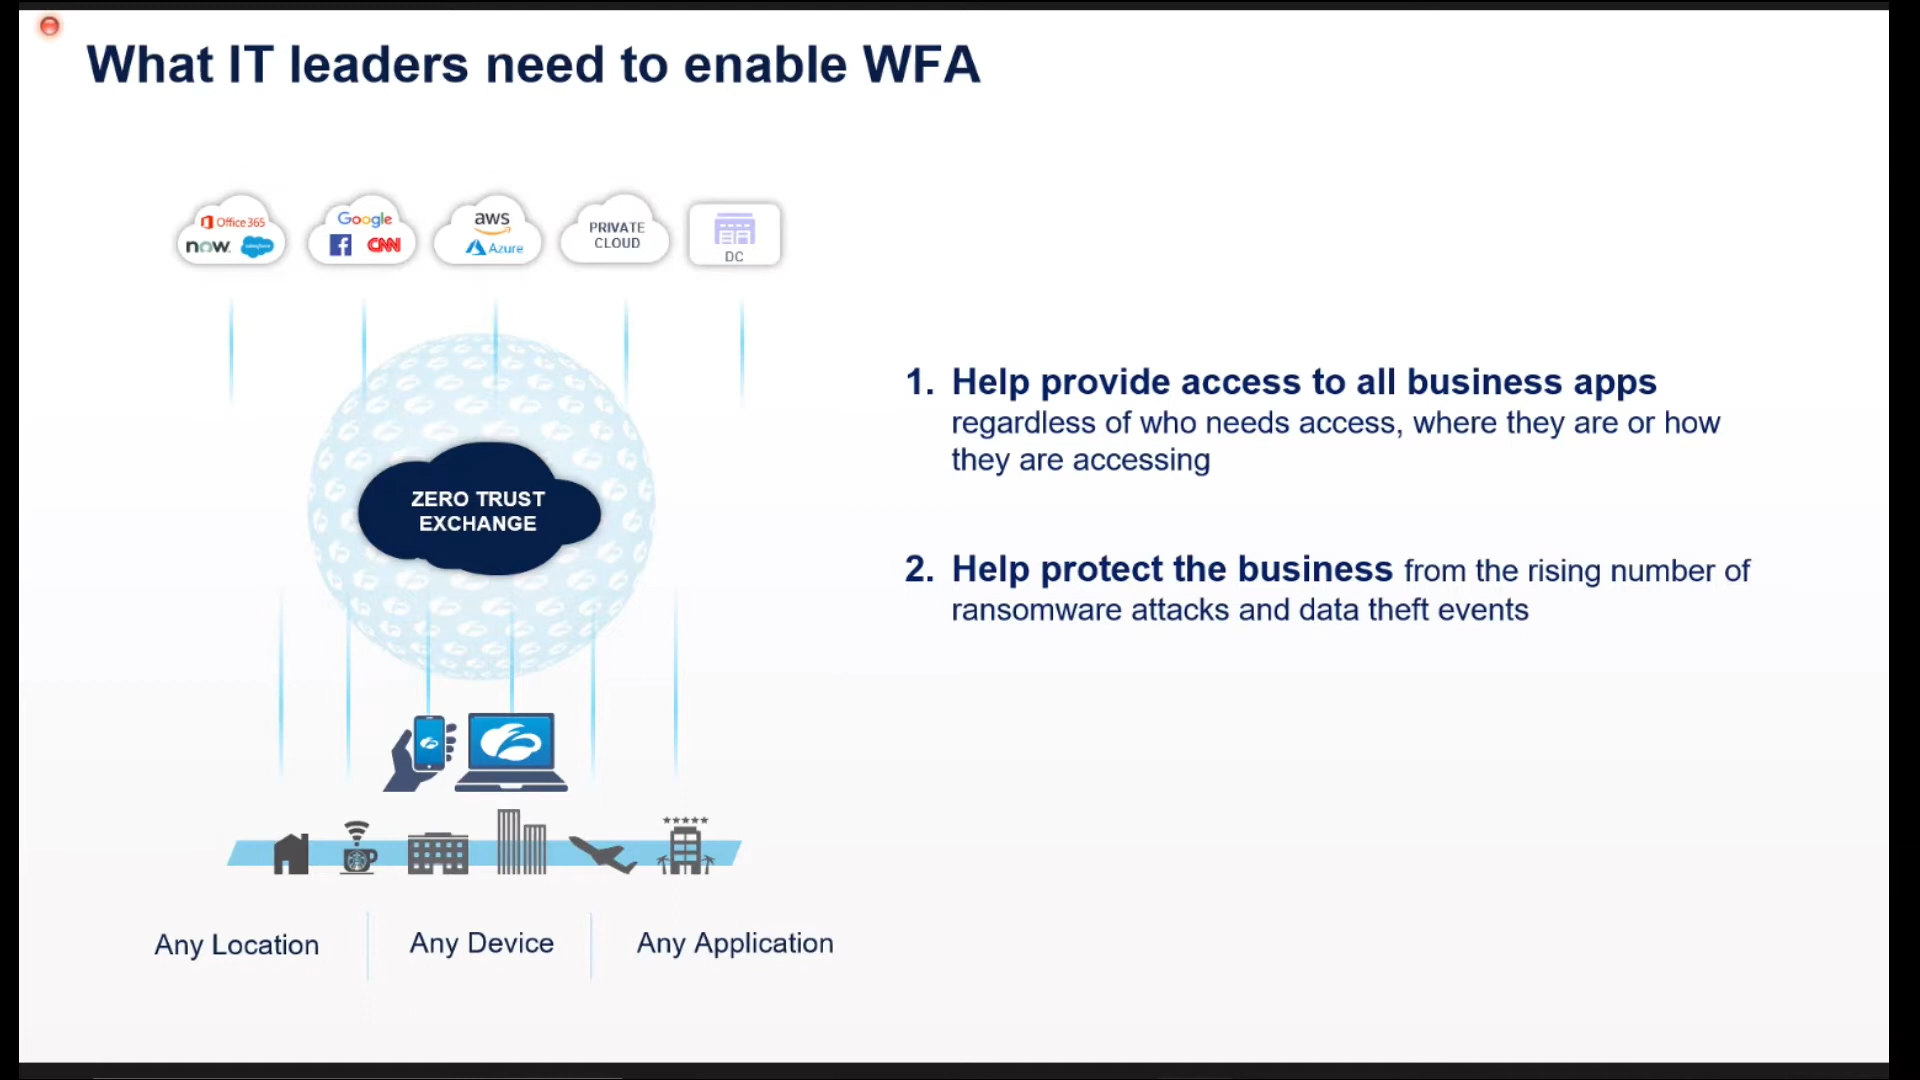 What IT leaders need to enable WFA
Office 365
now.
salesforce
Google
CNN
aws
Azure
PRIVATE
CLOUD
DC
ZERO TRUST
EXCHANGE
1. Help provide access to all business apps
regardless of who needs access, where they are or how
they are accessing
2. Help protect the business from the rising number of
ransomware attacks and data theft events
Any Location
Any Device
Any Application